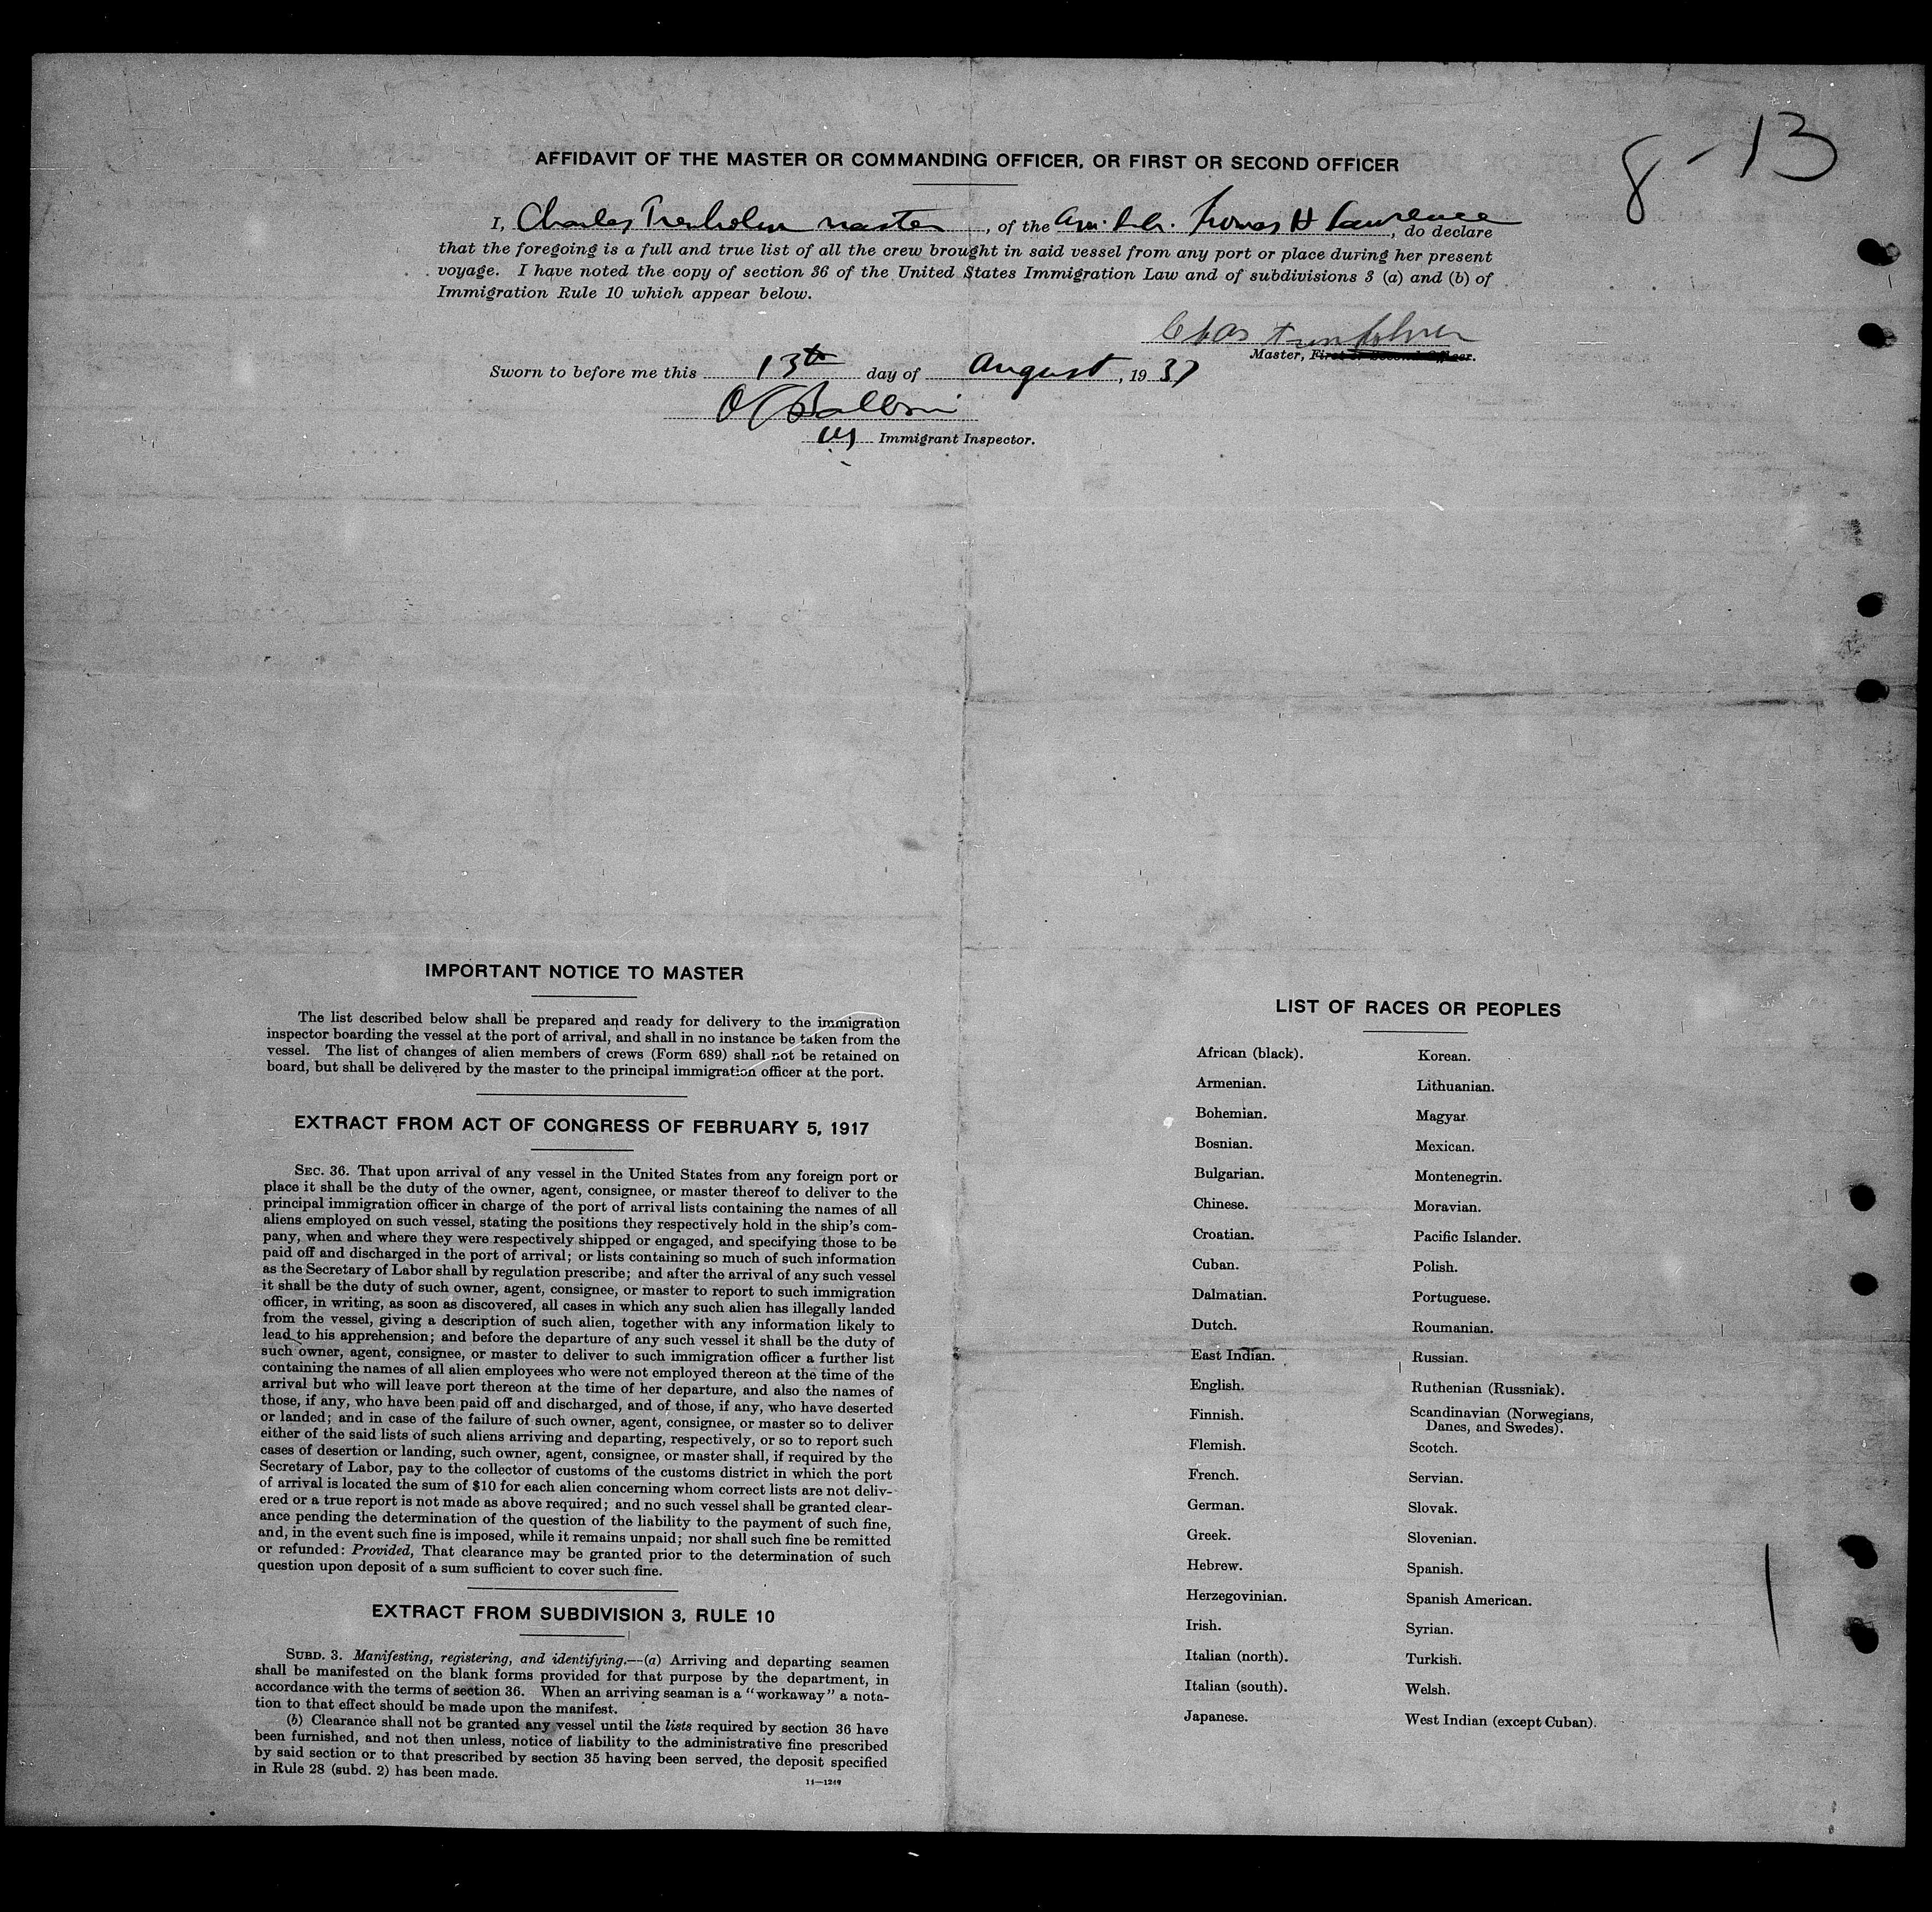 8-13
AFFIDAVIT OF THE MASTER OR COMMANDING OFFICER, OR FIRST OR SECOND OFFICER
I, Charles Trenholm master, of the Am. Sch. Thomas H Lawrence, do declare
that the foregoing is a full and true list of all the crew brought in said vessel from any port or place during her present
voyage. I have noted the copy of section 36 of the United States Immigration Law and of subdivisions 3 (a) and (b) of
Immigration Rule 10 which appear below.
Chas Trenholm
Master, First or Second Officer.
Sworn to before me this 13th day of August, 1937
US Immigrant Inspector.
IMPORTANT NOTICE TO MASTER
The list described below shall be prepared and ready for delivery to the immigration
inspector boarding the vessel at the port of arrival, and shall in no instance be taken from the
vessel. The list of changes of alien members of crews (Form 689) shall not be retained on
board, but shall be delivered by the master to the principal immigration officer at the port.
EXTRACT FROM ACT OF CONGRESS OF FEBRUARY 5, 1917
SEC. 36. That upon arrival of any vessel in the United States from any foreign port or
place it shall be the duty of the owner, agent, consignee, or master thereof to deliver to the
principal immigration officer in charge of the port of arrival lists containing the names of all
aliens employed on such vessel, stating the positions they respectively hold in the ship's com-
pany, when and where they were respectively shipped or engaged, and specifying those to be
paid off and discharged in the port of arrival; or lists containing so much of such information
as the Secretary of Labor shall by regulation prescribe; and after the arrival of any such vessel
it shall be the duty of such owner, agent, consignee, or master to report to such immigration
officer, in writing, as soon as discovered, all cases in which any such alien has illegally landed
from the vessel, giving a description of such alien, together with any information likely to
lead to his apprehension; and before the departure of any such vessel it shall be the duty of
such owner, agent, consignee, or master to deliver to such immigration officer a further list
containing the names of all alien employees who were not employed thereon at the time of the
arrival but who will leave port thereon at the time of her departure, and also the names of
those, if any, who have been paid off and discharged, and of those, if any, who have deserted
or landed; and in case of the failure of such owner, agent, consignee, or master so to deliver
either of the said lists of such aliens arriving and departing, respectively, or so to report such
cases of desertion or landing, such owner, agent, consignee, or master shall, if required by the
Secretary of Labor, pay to the collector of customs of the customs district in which the port
of arrival is located the sum of $10 for each alien concerning whom correct lists are not deliv-
ered or a true report is not made as above required; and no such vessel shall be granted clear-
ance pending the determination of the question of the liability to the payment of such fine,
and, in the event such fine is imposed, while it remains unpaid; nor shall such fine be remitted
or refunded: Provided, That clearance may be granted prior to the determination of such
question upon deposit of a sum sufficient to cover such fine.
EXTRACT FROM SUBDIVISION 3, RULE 10
SUBD. 3. Manifesting, registering, and identifying.—(a) Arriving and departing seamen
shall be manifested on the blank forms provided for that purpose by the department, in
accordance with the terms of section 36. When an arriving seaman is a "workaway" a nota-
tion to that effect should be made upon the manifest.
(b) Clearance shall not be granted any vessel until the lists required by section 36 have
been furnished, and not then unless, notice of liability to the administrative fine prescribed
by said section or to that prescribed by section 35 having been served, the deposit specified
in Rule 28 (subd. 2) has been made.
14—1249
LIST OF RACES OR PEOPLES
African (black).
Armenian.
Bohemian.
Bosnian.
Bulgarian.
Chinese.
Croatian.
Cuban.
Dalmatian.
Dutch.
East Indian.
English.
Finnish.
Flemish.
French.
German.
Greek.
Hebrew.
Herzegovinian.
Irish.
Italian (north).
Italian (south).
Japanese.
Korean.
Lithuanian.
Magyar.
Mexican.
Montenegrin.
Moravian.
Pacific Islander.
Polish.
Portuguese.
Roumanian.
Russian.
Ruthenian (Russniak).
Scandinavian (Norwegians,
Danes, and Swedes).
Scotch.
Servian.
Slovak.
Slovenian.
Spanish.
Spanish American.
Syrian.
Turkish.
Welsh.
West Indian (except Cuban).